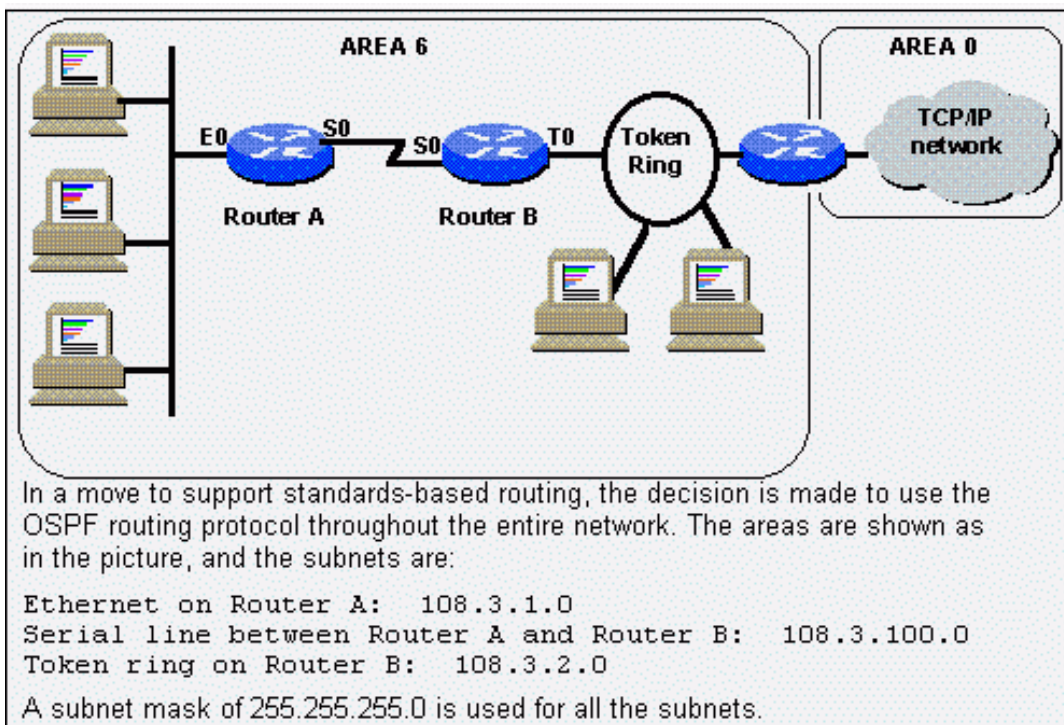 AREA 6
AREA 0
E0
S0
S0
T0
Token
Ring
TCP/IP
network
Router A
Router B
In a move to support standards-based routing, the decision is made to use the
OSPF routing protocol throughout the entire network. The areas are shown as
in the picture, and the subnets are:
Ethernet on Router A: 108.3.1.0
Serial line between Router A and Router B: 108.3.100.0
Token ring on Router B: 108.3.2.0
A subnet mask of 255.255.255.0 is used for all the subnets.